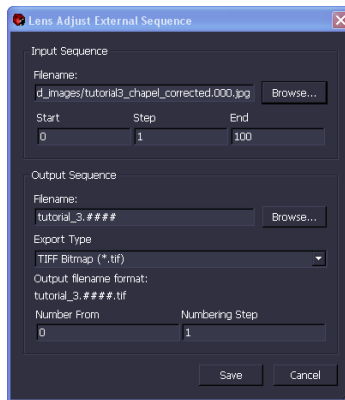 Lens Adjust External Sequence
Input Sequence
Filename:
d_images/tutorial3_chapel_corrected.000.jpg Browse...
Start Step End
0 1 100
Output Sequence
Filename:
tutorial_3.#### Browse...
Export Type
TIFF Bitmap (*.tif)
Output filename format:
tutorial_3.####.tif
Number From Numbering Step
0 1
Save Cancel